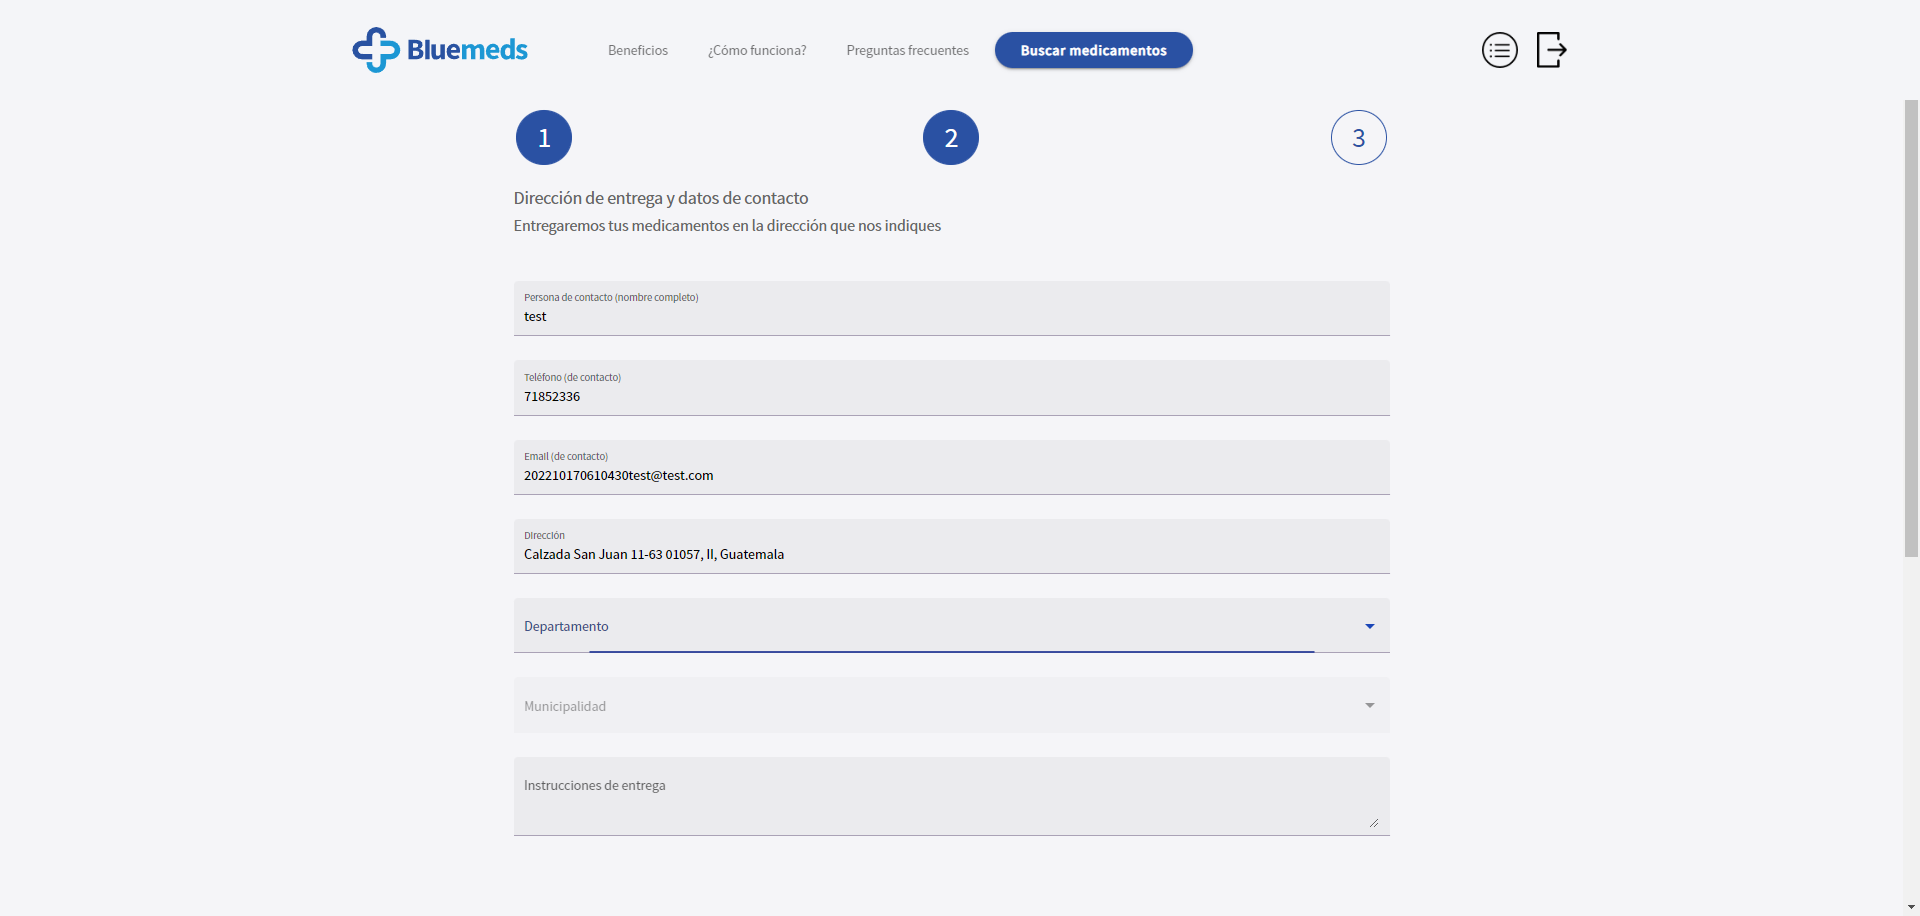 Bluemeds
Beneficios
¿Cómo funciona?
Preguntas frecuentes
Buscar medicamentos
1
2
3
Dirección de entrega y datos de contacto
Entregaremos tus medicamentos en la dirección que nos indiques
Persona de contacto (nombre completo)
test
Teléfono (de contacto)
71852336
Email (de contacto)
202210170610430test@test.com
Dirección
Calzada San Juan 11-63 01057, II, Guatemala
Departamento
Municipalidad
Instrucciones de entrega